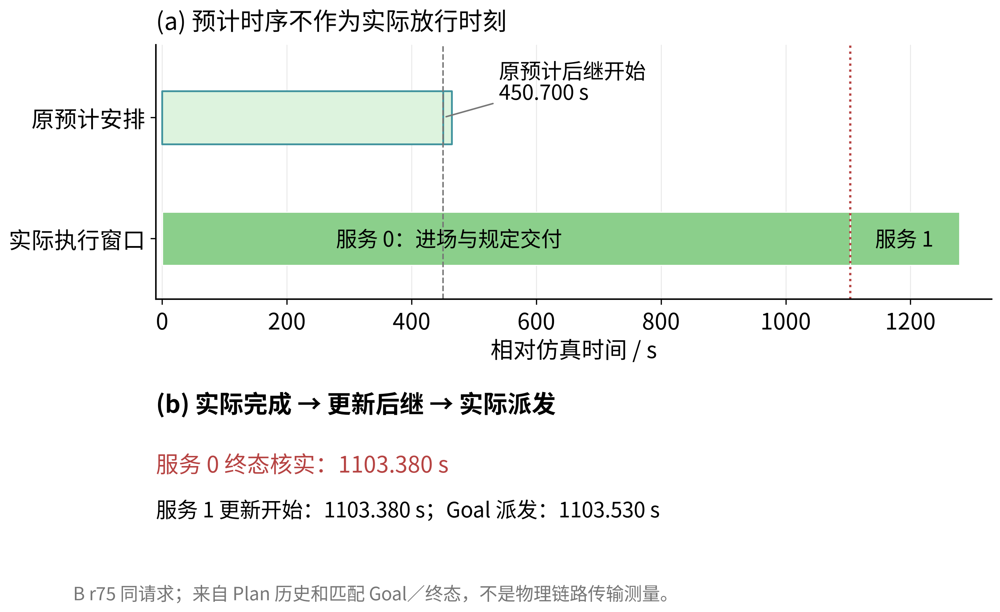 (a) 预计时序不作为实际放行时刻
原预计后继开始
450.700 s
原预计安排
服务 0：进场与规定交付
服务 1
实际执行窗口
0 200 400 600 800 1000 1200
相对仿真时间 / s
(b) 实际完成 → 更新后继 → 实际派发
服务 0 终态核实：1103.380 s
服务 1 更新开始：1103.380 s；Goal 派发：1103.530 s
B r75 同请求；来自 Plan 历史和匹配 Goal／终态，不是物理链路传输测量。